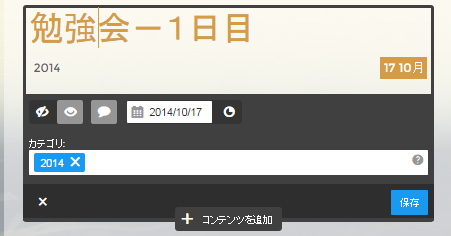 勉強会ー1日目
2014
17 10月
2014/10/17
カテゴリ:
2014 ×
× 保存
+ コンテンツを追加